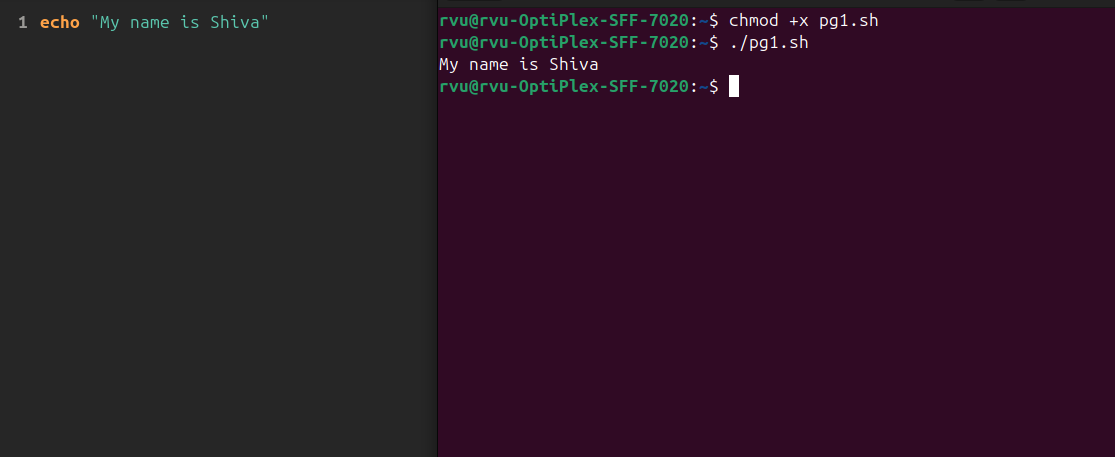 1 echo "My name is Shiva"
rvu@rvu-OptiPlex-SFF-7020:~$ chmod +x pg1.sh
rvu@rvu-OptiPlex-SFF-7020:~$ ./pg1.sh
My name is Shiva
rvu@rvu-OptiPlex-SFF-7020:~$